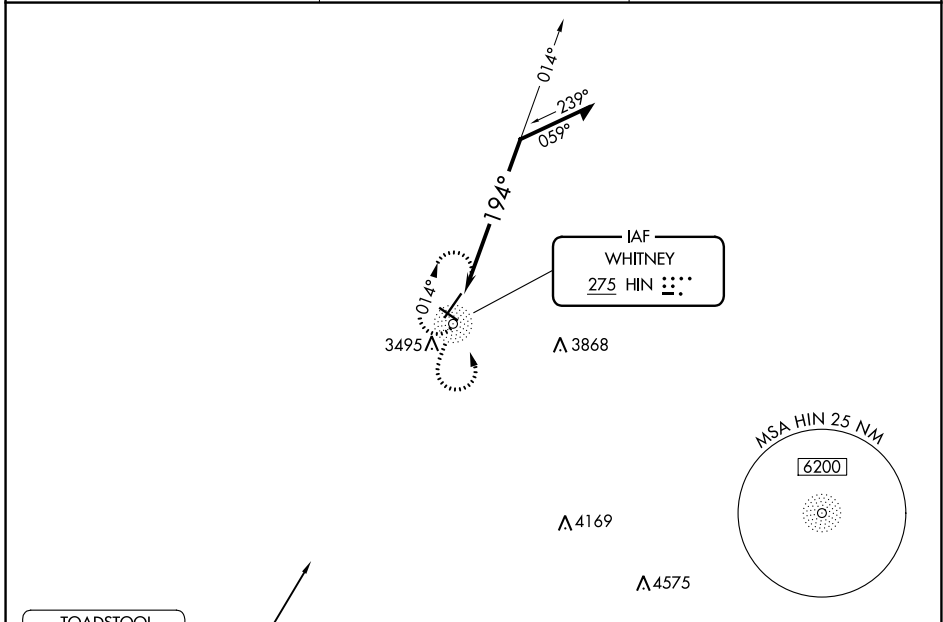 014°
239°
059°
194°
IAF
WHITNEY
275 HIN
014°
3495
3868
MSA HIN 25 NM
6200
4169
4575
TOADSTOOL